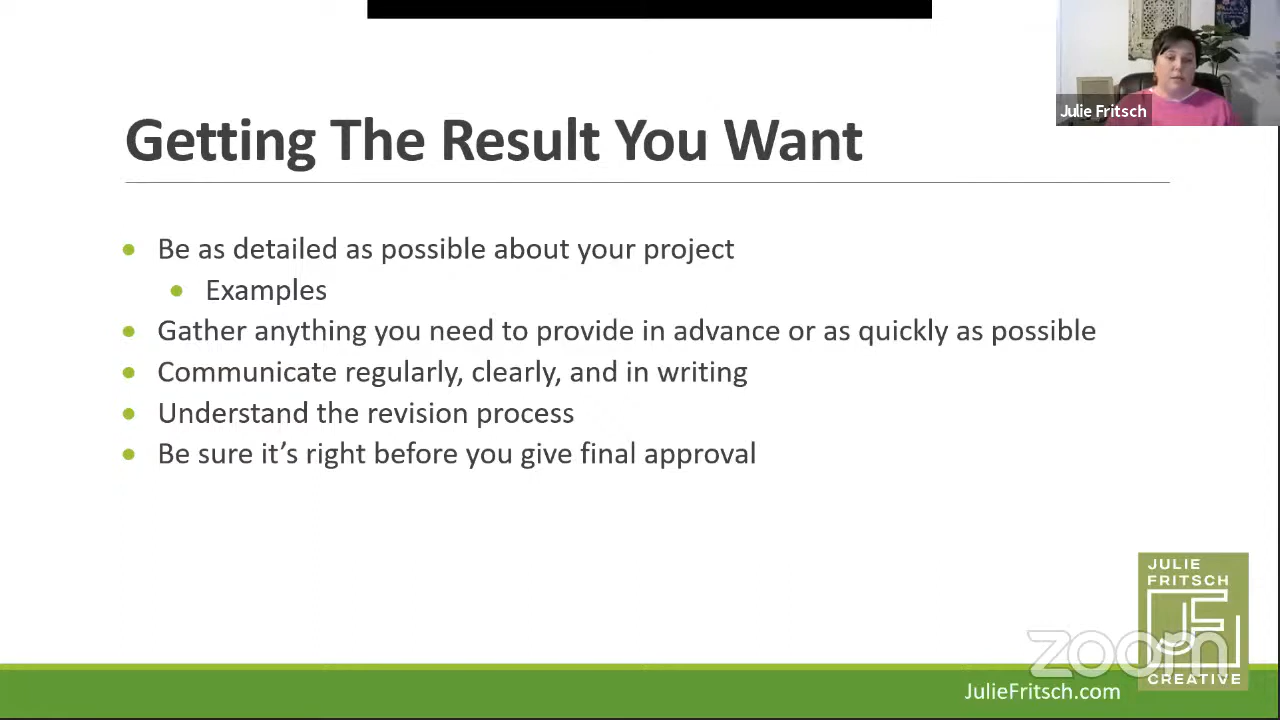 Julie Fritsch
Getting The Result You Want
Be as detailed as possible about your project
Examples
Gather anything you need to provide in advance or as quickly as possible
Communicate regularly, clearly, and in writing
Understand the revision process
Be sure it’s right before you give final approval
JULIE
FRITSCH
JF
zoom
CREATIVE
JulieFritsch.com